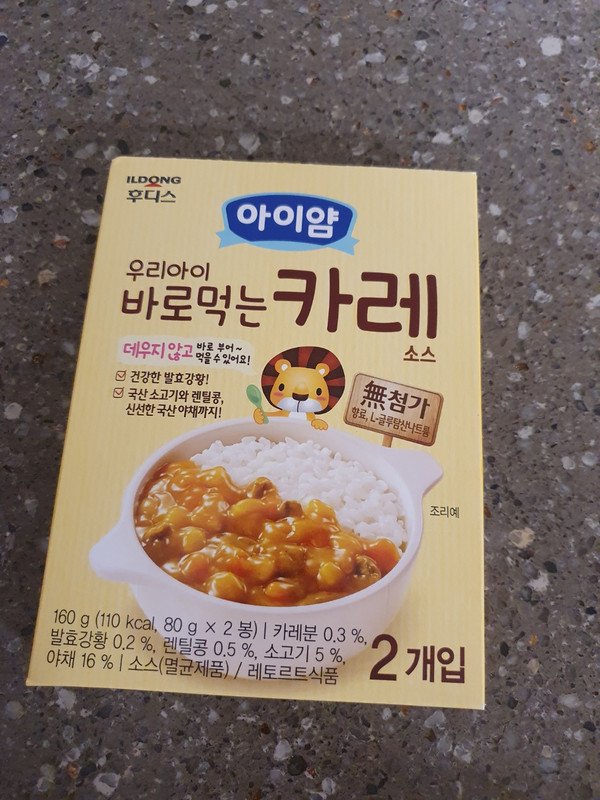 ILDONG
후디스
아이얌
우리아이
바로먹는 카레
소스
데우지 않고 바로 부어~
먹을 수 있어요!
건강한 발효강황!
국산 소고기와 렌틸콩,
신선한 국산 야채까지!
無첨가
향료, L-글루탐산나트륨
조리예
160 g (110 kcal, 80 g × 2 봉) | 카레분 0.3 %,
발효강황 0.2 %, 렌틸콩 0.5 %, 소고기 5 %,
야채 16 % | 소스(멸균제품) / 레토르트식품
2개입